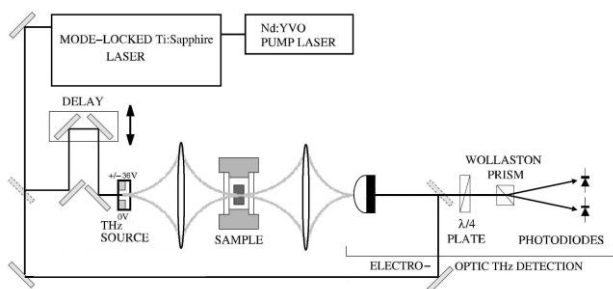 Nd:YVO
PUMP LASER
MODE-LOCKED Ti:Sapphire
LASER
DELAY
+/-36V
0V
THz
SOURCE
SAMPLE
WOLLASTON
PRISM
λ/4
PLATE
PHOTODIODES
ELECTRO- OPTIC THz DETECTION